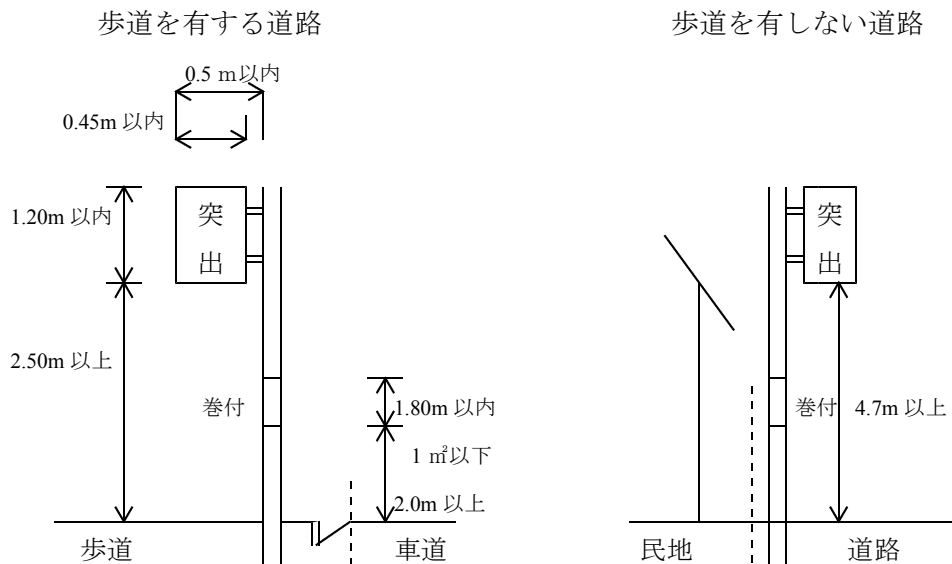 歩道を有する道路
0.5 m以内
0.45m 以内
1.20m 以内
突
出
2.50m 以上
巻付
1.80m 以内
1 ㎡以下
2.0m 以上
歩道
車道
歩道を有しない道路
突
出
巻付
4.7m 以上
民地
道路